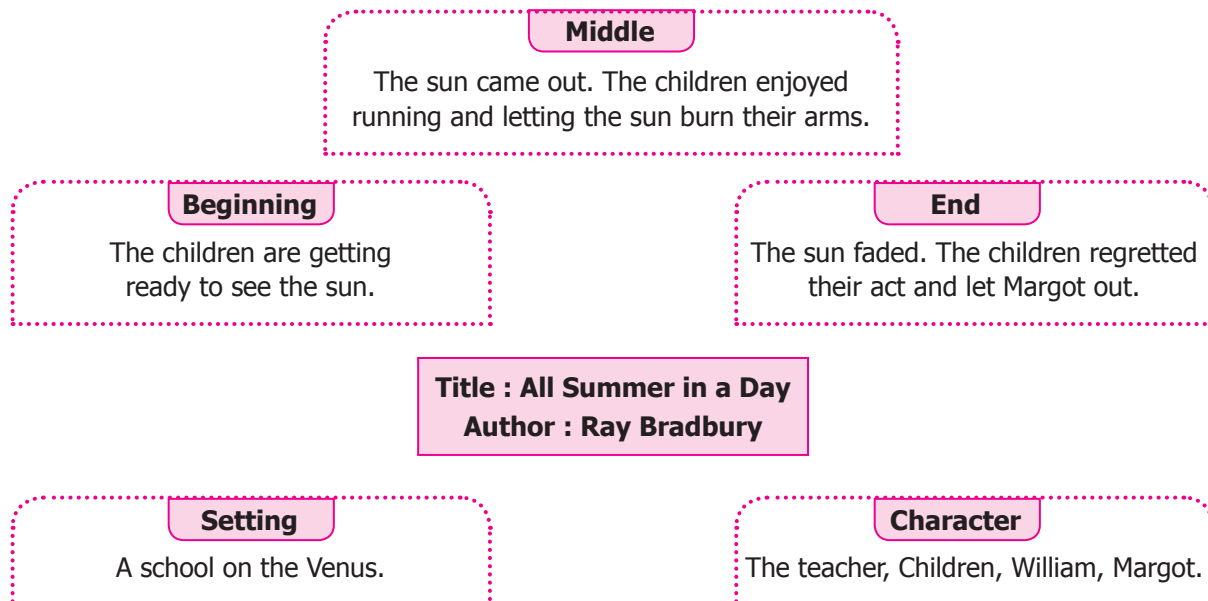 Middle
The sun came out. The children enjoyed
running and letting the sun burn their arms.
Beginning
The children are getting
ready to see the sun.
End
The sun faded. The children regretted
their act and let Margot out.
Title : All Summer in a Day
Author : Ray Bradbury
Setting
A school on the Venus.
Character
The teacher, Children, William, Margot.